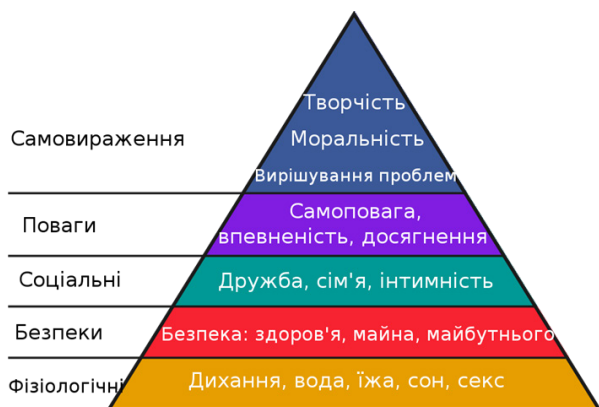 Творчість
Самовираження
Моральність
Вирішування проблем
Поваги
Самоповага,
впевненість, досягнення
Соціальні
Дружба, сім'я, інтимність
Безпеки
Безпека: здоров'я, майна, майбутнього
Фізіологічні
Дихання, вода, їжа, сон, секс